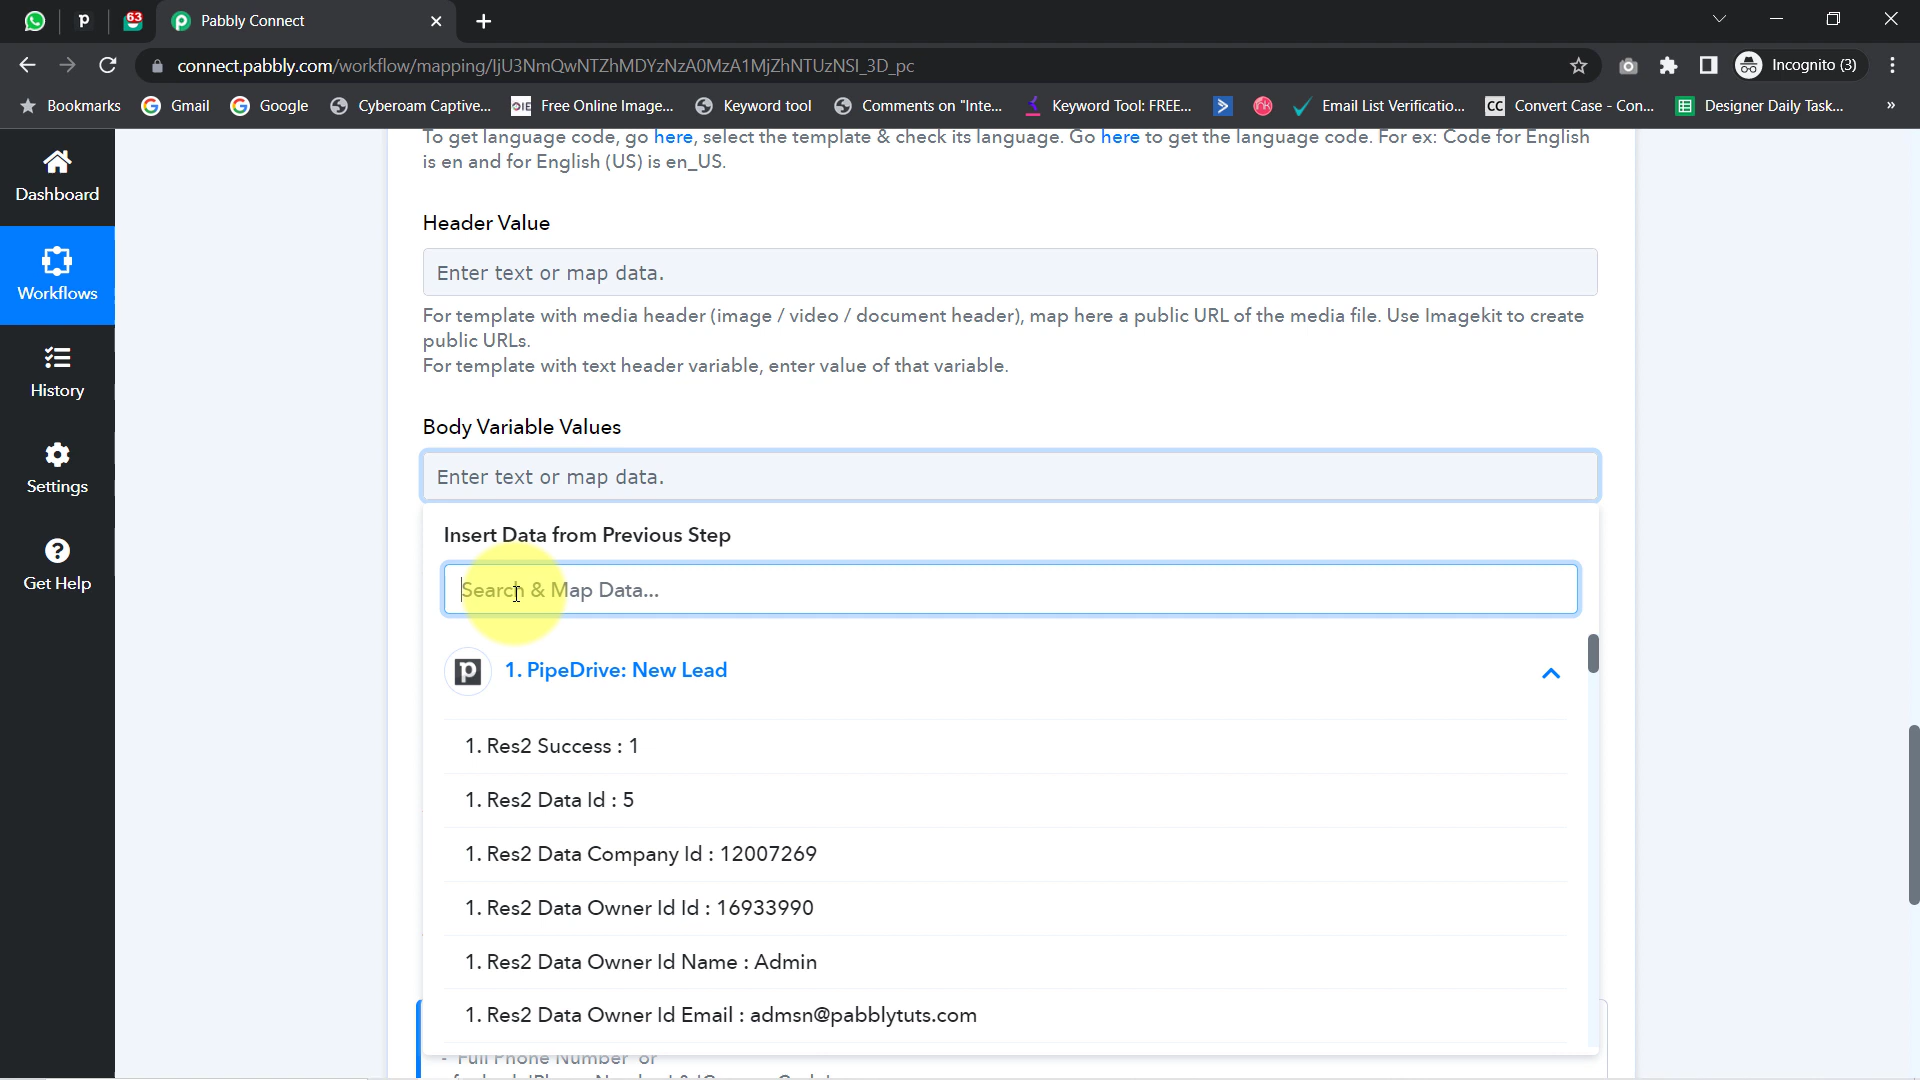 63
Pabbly Connect
connect.pabbly.com/workflow/mapping/IjU3NmQwNTZhMDYzNzA0MzA1MjZhNTUzNSI_3D_pc
Incognito (3)
Bookmarks
Gmail
Google
Cyberoam Captive...
Free Online Image...
Keyword tool
Comments on "Inte...
Keyword Tool: FREE...
Email List Verificatio...
CC
Convert Case - Con...
Designer Daily Task...
»
Dashboard
Workflows
History
Settings
Get Help
To get language code, go here, select the template & check its language. Go here to get the language code. For ex: Code for English
is en and for English (US) is en_US.
Header Value
Enter text or map data.
For template with media header (image / video / document header), map here a public URL of the media file. Use Imagekit to create
public URLs.
For template with text header variable, enter value of that variable.
Body Variable Values
Enter text or map data.
Insert Data from Previous Step
Search & Map Data...
1. PipeDrive: New Lead
1. Res2 Success : 1
1. Res2 Data Id : 5
1. Res2 Data Company Id : 12007269
1. Res2 Data Owner Id Id : 16933990
1. Res2 Data Owner Id Name : Admin
1. Res2 Data Owner Id Email : admsn@pabblytuts.com
- Full Phone Number or